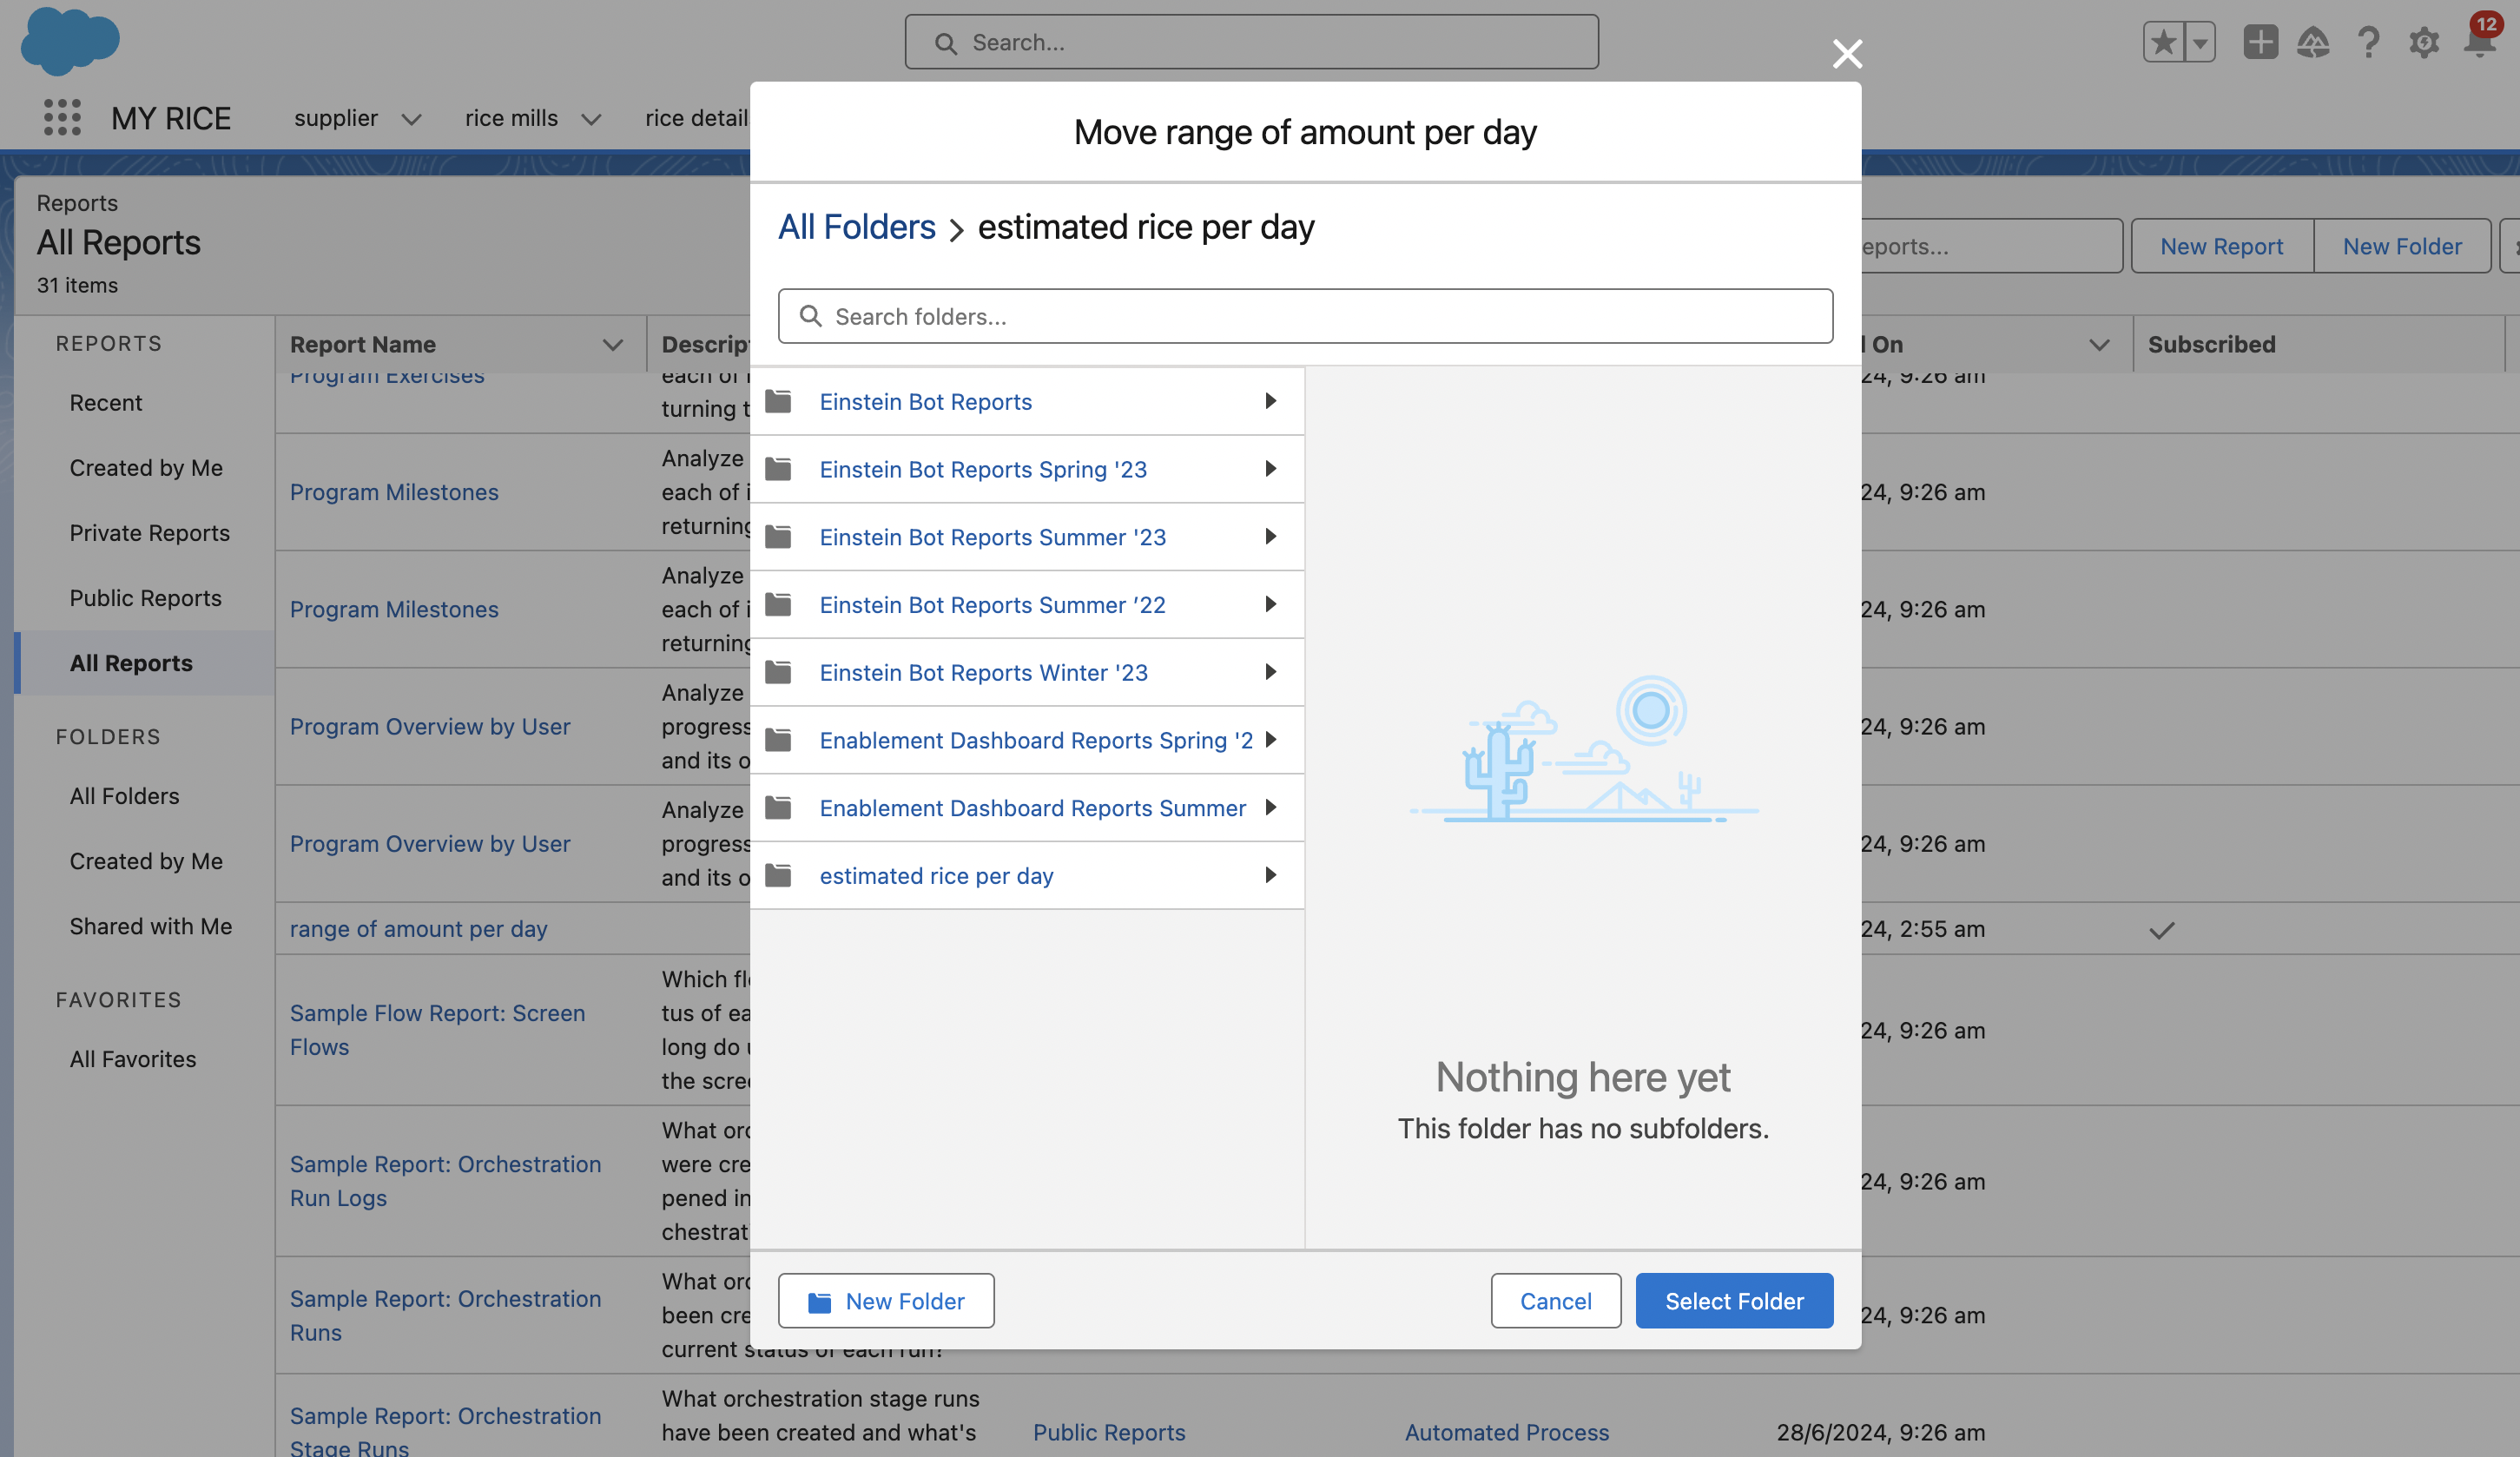 Search...
12
MY RICE
supplier
rice mills
rice detail
Reports
All Reports
31 items
eports...
New Report
New Folder
REPORTS
Recent
Created by Me
Private Reports
Public Reports
All Reports
FOLDERS
All Folders
Created by Me
Shared with Me
FAVORITES
All Favorites
Report Name
Descrip
On
Subscribed
Program Exercises
each of
turning t
24, 9:26 am
Program Milestones
Analyze
each of i
returning
24, 9:26 am
Program Milestones
Analyze
each of i
returning
24, 9:26 am
Program Overview by User
Analyze
progress
and its o
24, 9:26 am
Program Overview by User
Analyze
progress
and its o
24, 9:26 am
range of amount per day
24, 2:55 am
Sample Flow Report: Screen
Flows
Which fl
tus of ea
long do
the scre
24, 9:26 am
Sample Report: Orchestration
Run Logs
What orc
were cre
pened in
chestrat
24, 9:26 am
Sample Report: Orchestration
Runs
What orc
been cre
current status of each run?
24, 9:26 am
Sample Report: Orchestration
Stage Runs
What orchestration stage runs
have been created and what's
Public Reports
Automated Process
28/6/2024, 9:26 am
Move range of amount per day
All Folders > estimated rice per day
Search folders...
Einstein Bot Reports
Einstein Bot Reports Spring '23
Einstein Bot Reports Summer '23
Einstein Bot Reports Summer ‘22
Einstein Bot Reports Winter '23
Enablement Dashboard Reports Spring '2
Enablement Dashboard Reports Summer
estimated rice per day
Nothing here yet
This folder has no subfolders.
New Folder
Cancel
Select Folder